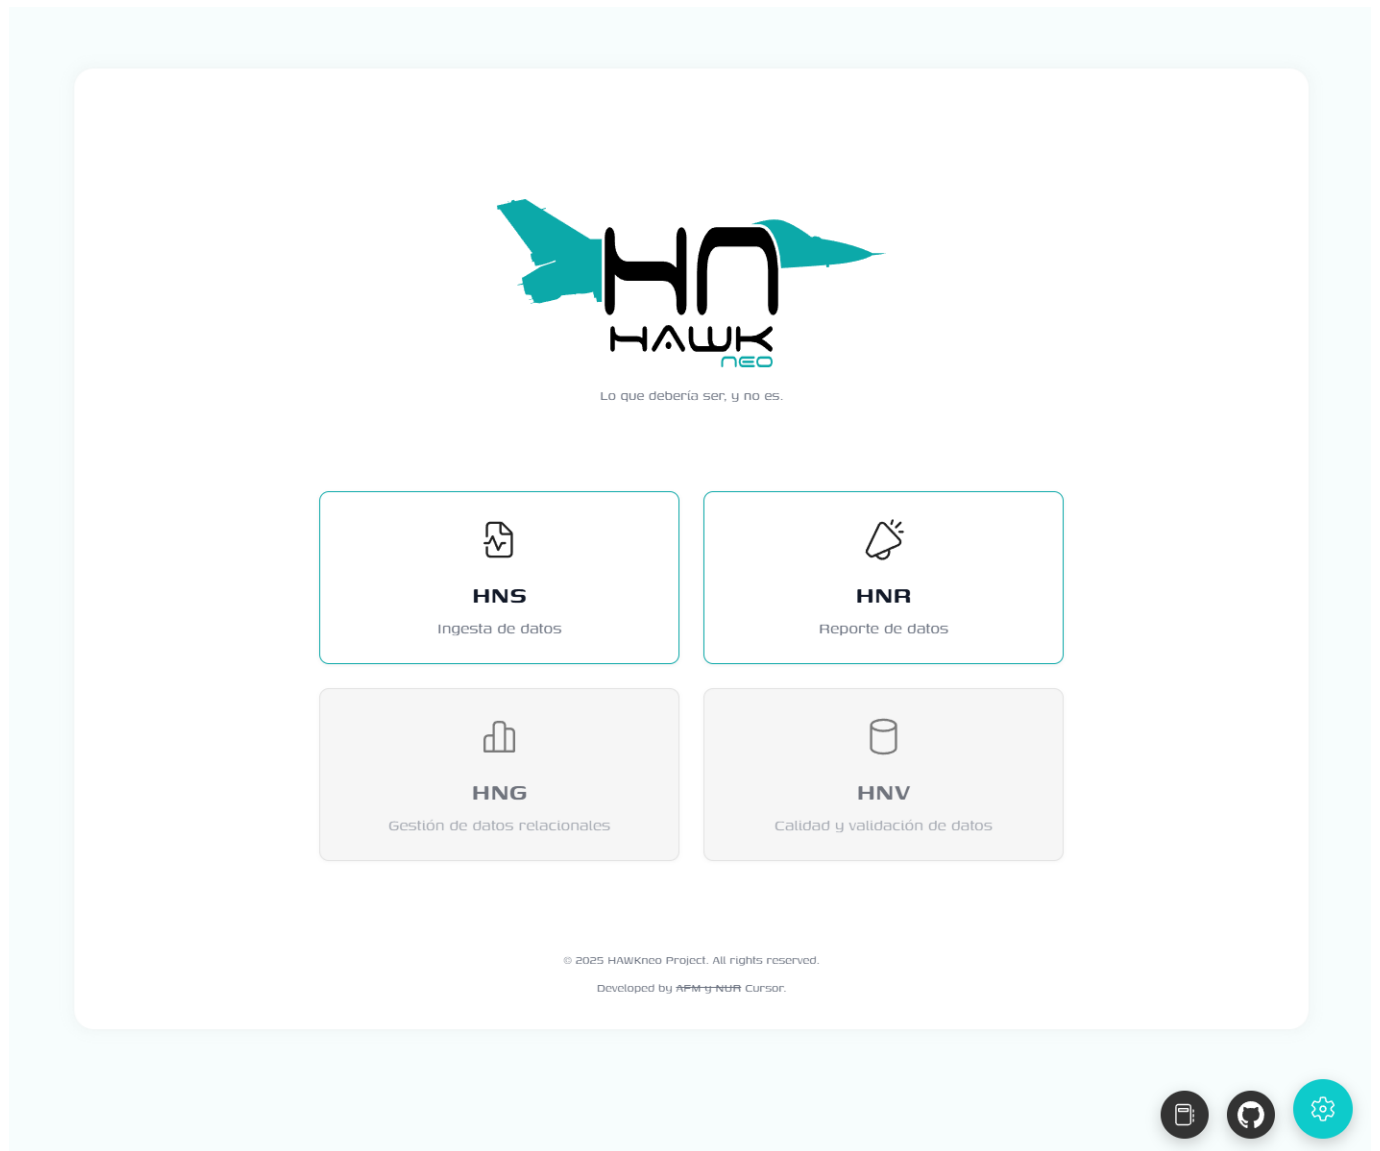 HN
HAWK
neo
Lo que debería ser, y no es.
HNS
Ingesta de datos
HNR
Reporte de datos
HNG
Gestión de datos relacionales
HNV
Calidad y validación de datos
© 2025 HAWKneo Project. All rights reserved.
Developed by AFM y NUR Cursor.